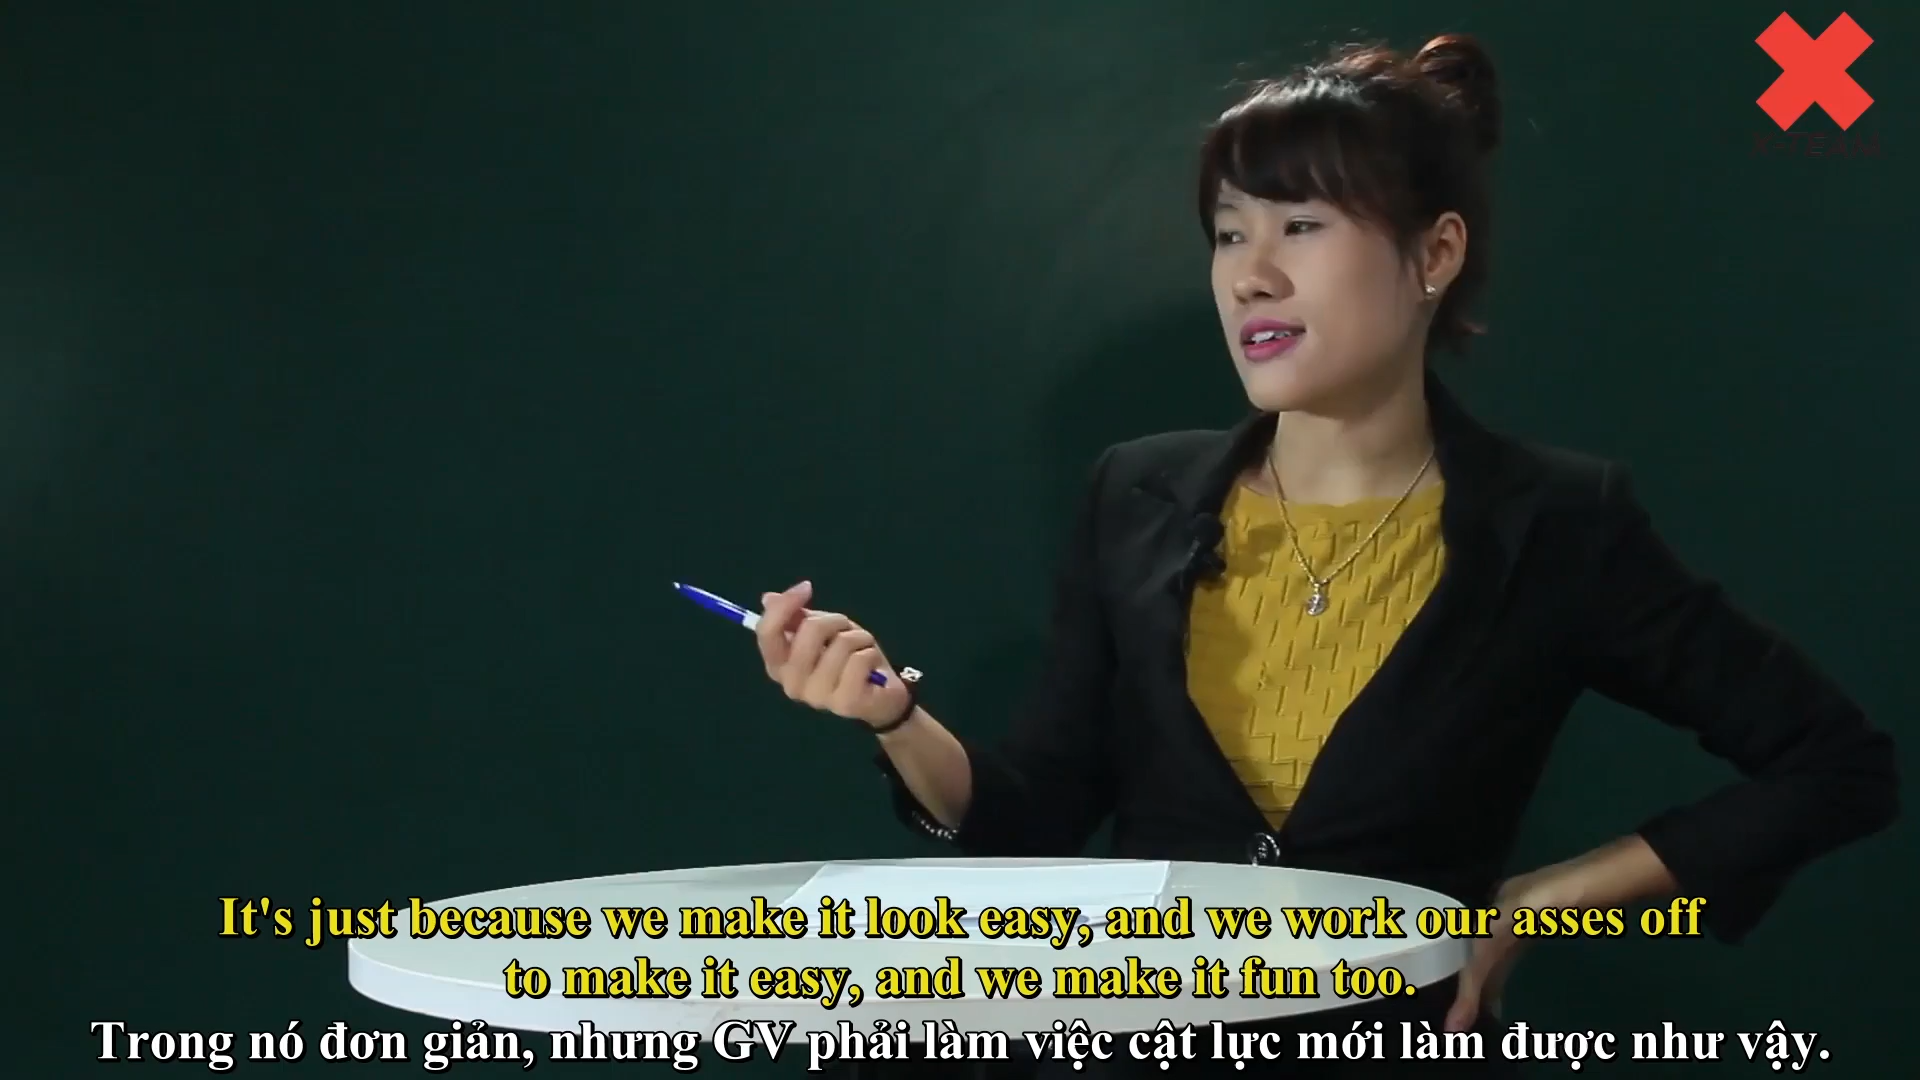 X-TEAM
It's just because we make it look easy, and we work our asses off
to make it easy, and we make it fun too.
Trong nó đơn giản, nhưng GV phải làm việc cật lực mới làm được như vậy.